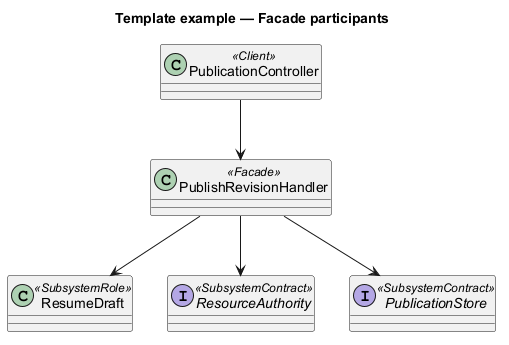 Template example — Facade participants
«Client»
C PublicationController
«Facade»
C PublishRevisionHandler
«SubsystemRole»
C ResumeDraft
«SubsystemContract»
I ResourceAuthority
«SubsystemContract»
I PublicationStore